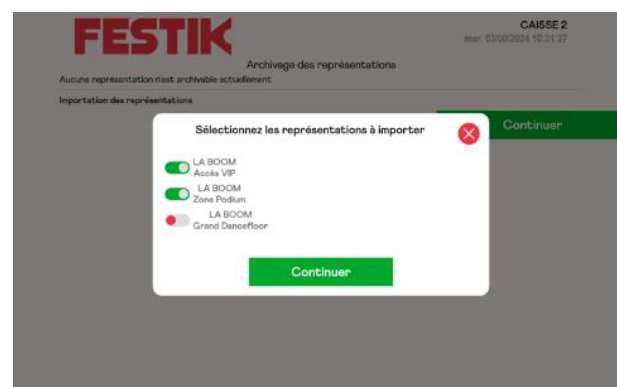 FESTIK
CAISSE 2
mar. 03/09/2024 10:21:27
Archivage des représentations
Aucune représentation n'est archivable actuellement
Importation des représentations
Continuer
Sélectionnez les représentations à importer
LA BOOM
Accès VIP
LA BOOM
Zone Podium
LA BOOM
Grand Dancefloor
Continuer